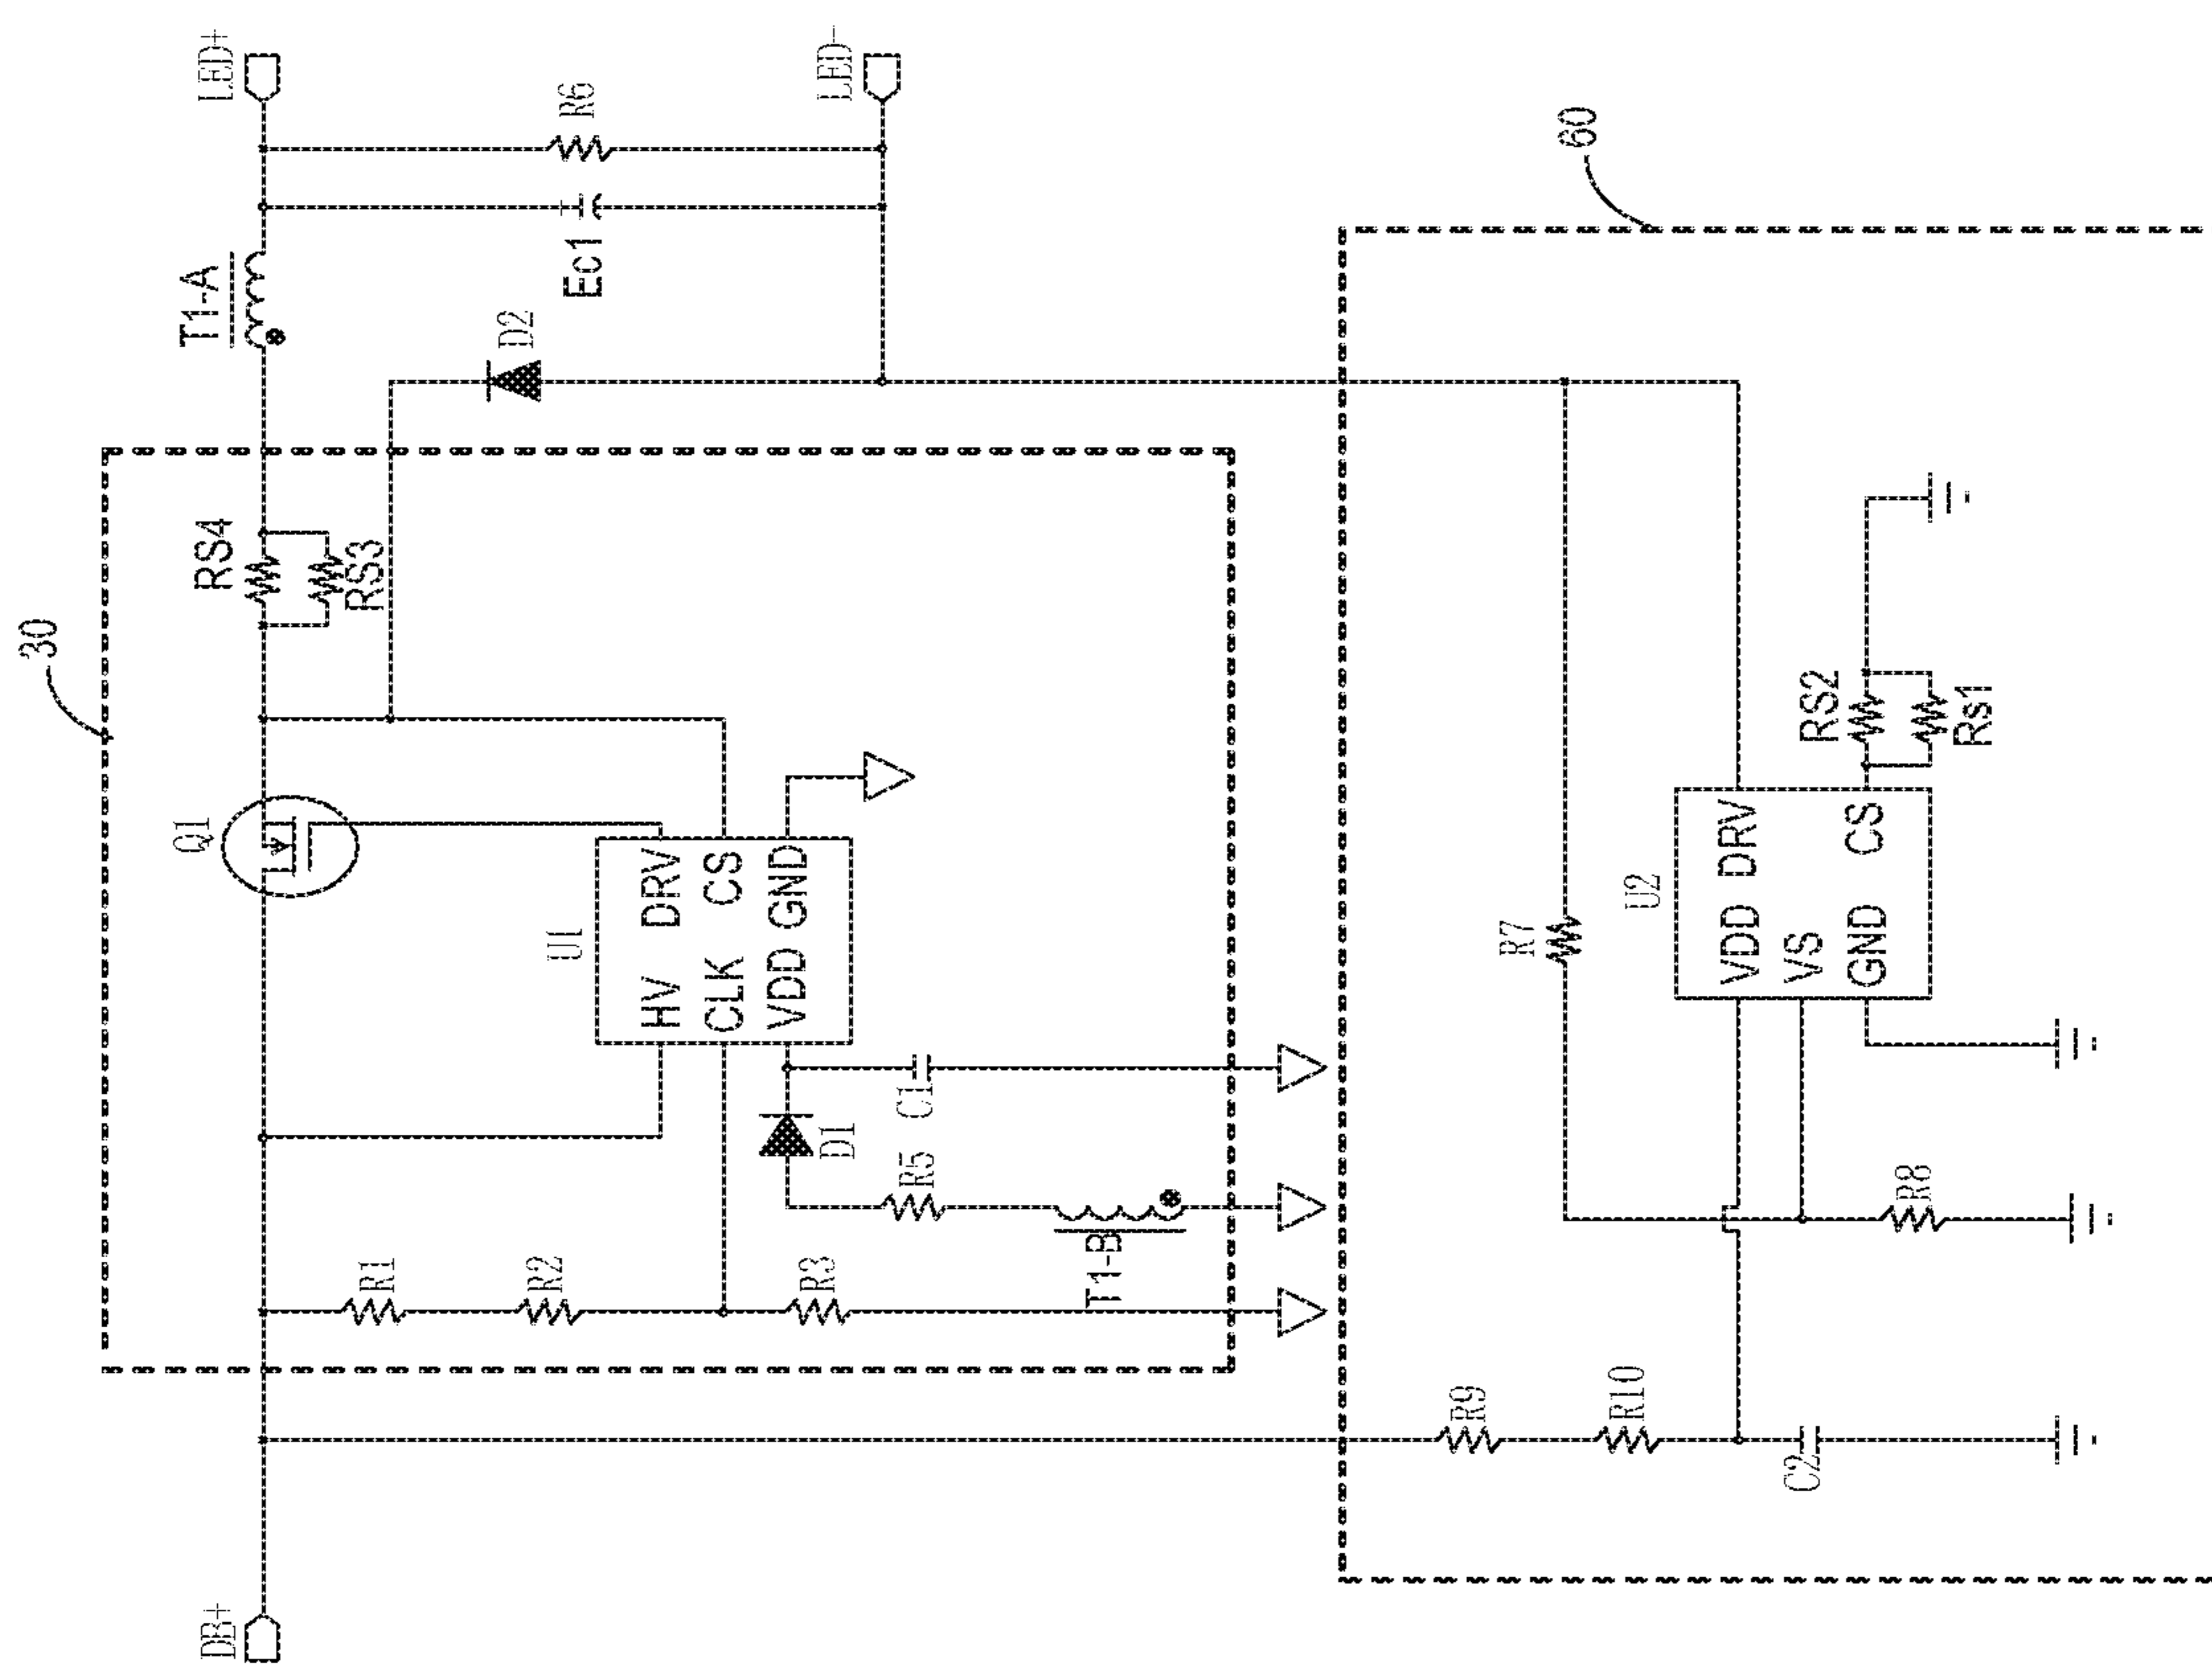 30
60
DB+
LED+
LED-
T1-A
RS4
RS3
Q1
R6
Ec1
D2
U1
HV DRV
CLK CS
VDD GND
R1
R2
R3
R5
D1
C1
T1-B
R7
U2
VDD DRV
VS
GND CS
RS2
Rs1
R8
R9
R10
C2